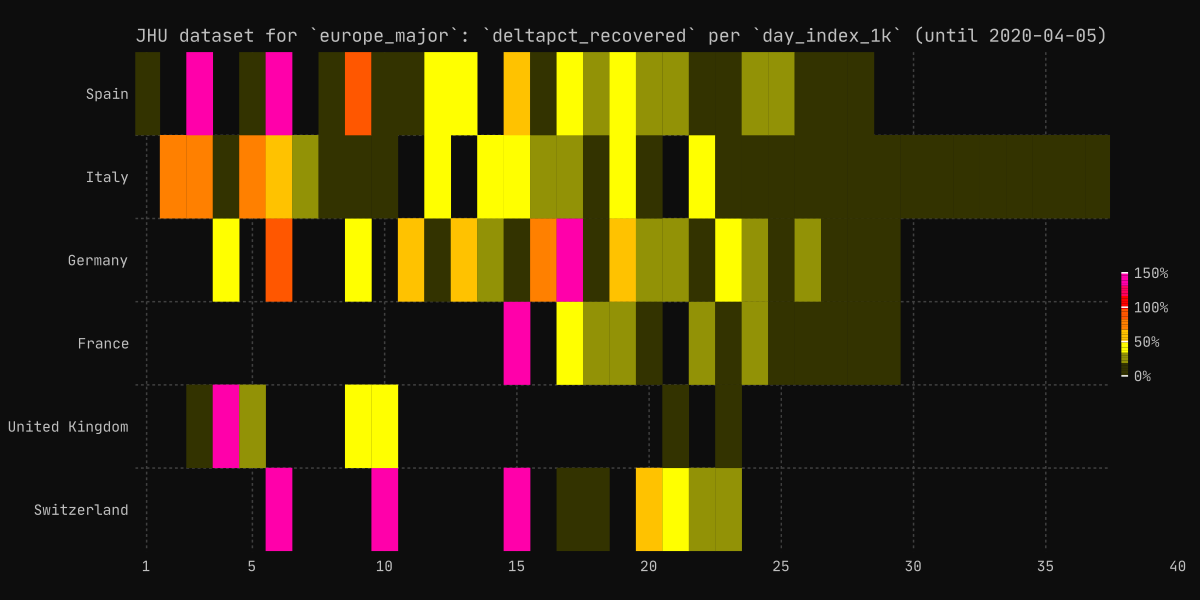 JHU dataset for `europe_major`: `deltapct_recovered` per `day_index_1k` (until 2020-04-05)
Spain
Italy
Germany
France
United Kingdom
Switzerland
150%
100%
50%
0%
1 5 10 15 20 25 30 35 40